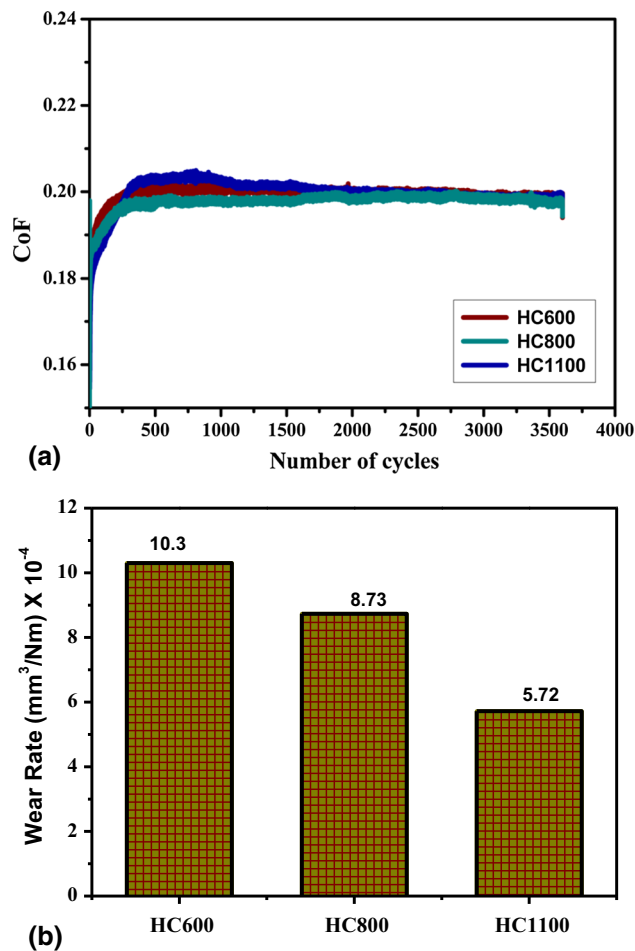 0.24
0.22
0.20
0.18
0.16
CoF
HC600
HC800
HC1100
0 500 1000 1500 2000 2500 3000 3500 4000
(a)
Number of cycles
12
10
8
6
4
2
0
Wear Rate (mm³/Nm) X 10⁻⁴
10.3
8.73
5.72
HC600 HC800 HC1100
(b)